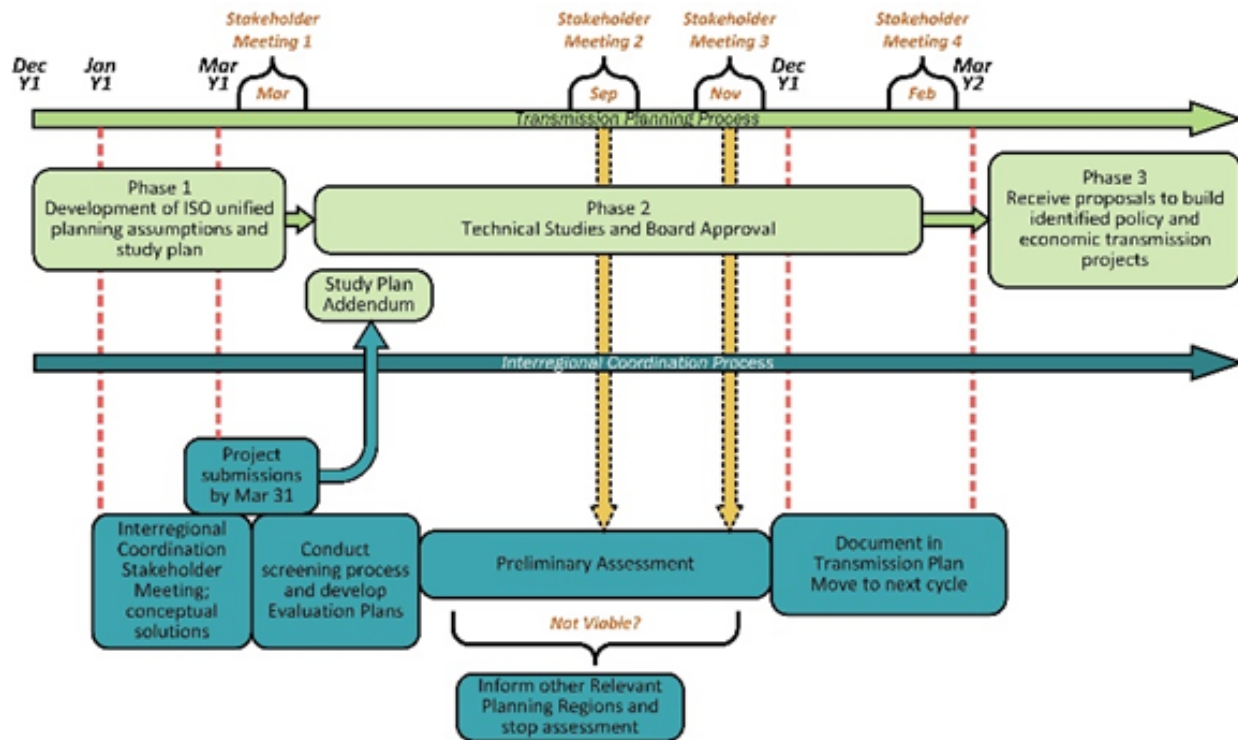 Stakeholder
Meeting 1
Stakeholder
Meeting 2
Stakeholder
Meeting 3
Stakeholder
Meeting 4
Dec
Y1
Jan
Y1
Mar
Y1
Mar
Sep
Nov
Dec
Y1
Feb
Mar
Y2
Transmission Planning Process
Phase 1
Development of ISO unified
planning assumptions and
study plan
Phase 2
Technical Studies and Board Approval
Phase 3
Receive proposals to build
identified policy and
economic transmission
projects
Study Plan
Addendum
Interregional Coordination Process
Project
submissions
by Mar 31
Interregional
Coordination
Stakeholder
Meeting;
conceptual
solutions
Conduct
screening process
and develop
Evaluation Plans
Preliminary Assessment
Document in
Transmission Plan
Move to next cycle
Not Viable?
Inform other Relevant
Planning Regions and
stop assessment